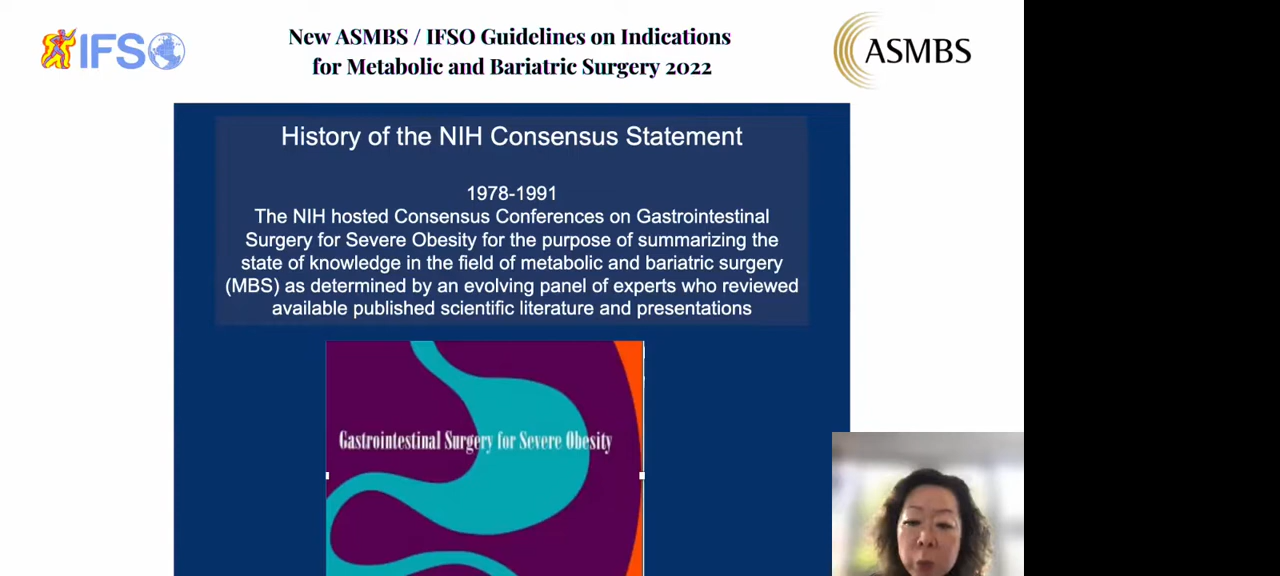 IFSO
New ASMBS / IFSO Guidelines on Indications
for Metabolic and Bariatric Surgery 2022
ASMBS
History of the NIH Consensus Statement
1978-1991
The NIH hosted Consensus Conferences on Gastrointestinal
Surgery for Severe Obesity for the purpose of summarizing the
state of knowledge in the field of metabolic and bariatric surgery
(MBS) as determined by an evolving panel of experts who reviewed
available published scientific literature and presentations
Gastrointestinal Surgery for Severe Obesity